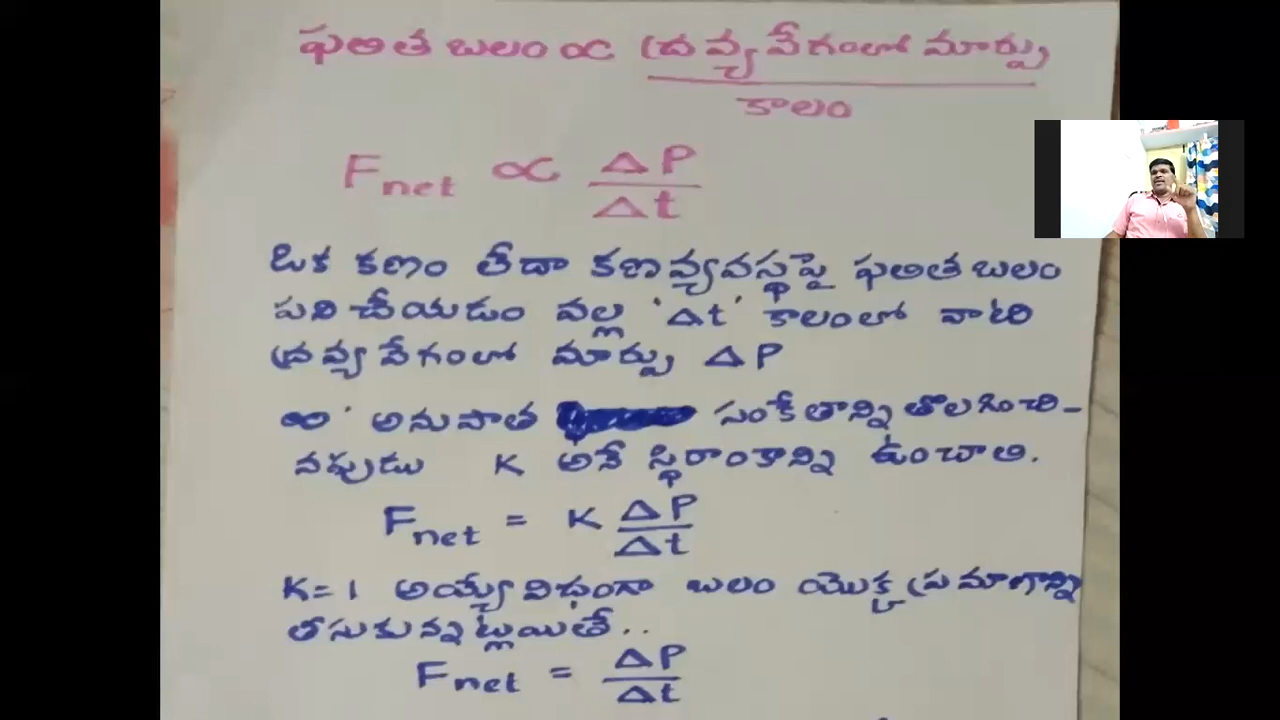 ఫలిత బలం ∝ ద్రవ్యవేగంలో మార్పు
కాలం
Fnet ∝ ΔP
Δt
ఒక కణం లేదా కణవ్యవస్థపై ఫలిత బలం
పని చేయడం వల్ల 'Δt' కాలంలో వాటి
ద్రవ్య వేగంలో మార్పు ΔP
∝' అనుపాత సంకేతాన్ని తొలగించి-
నప్పుడు K అనే స్థిరాంకాన్ని ఉంచాలి.
Fnet = K ΔP
Δt
K=1 అయ్యేవిధంగా బలం యొక్క ప్రమాణాన్ని
తీసుకున్నట్లయితే..
Fnet = ΔP
Δt